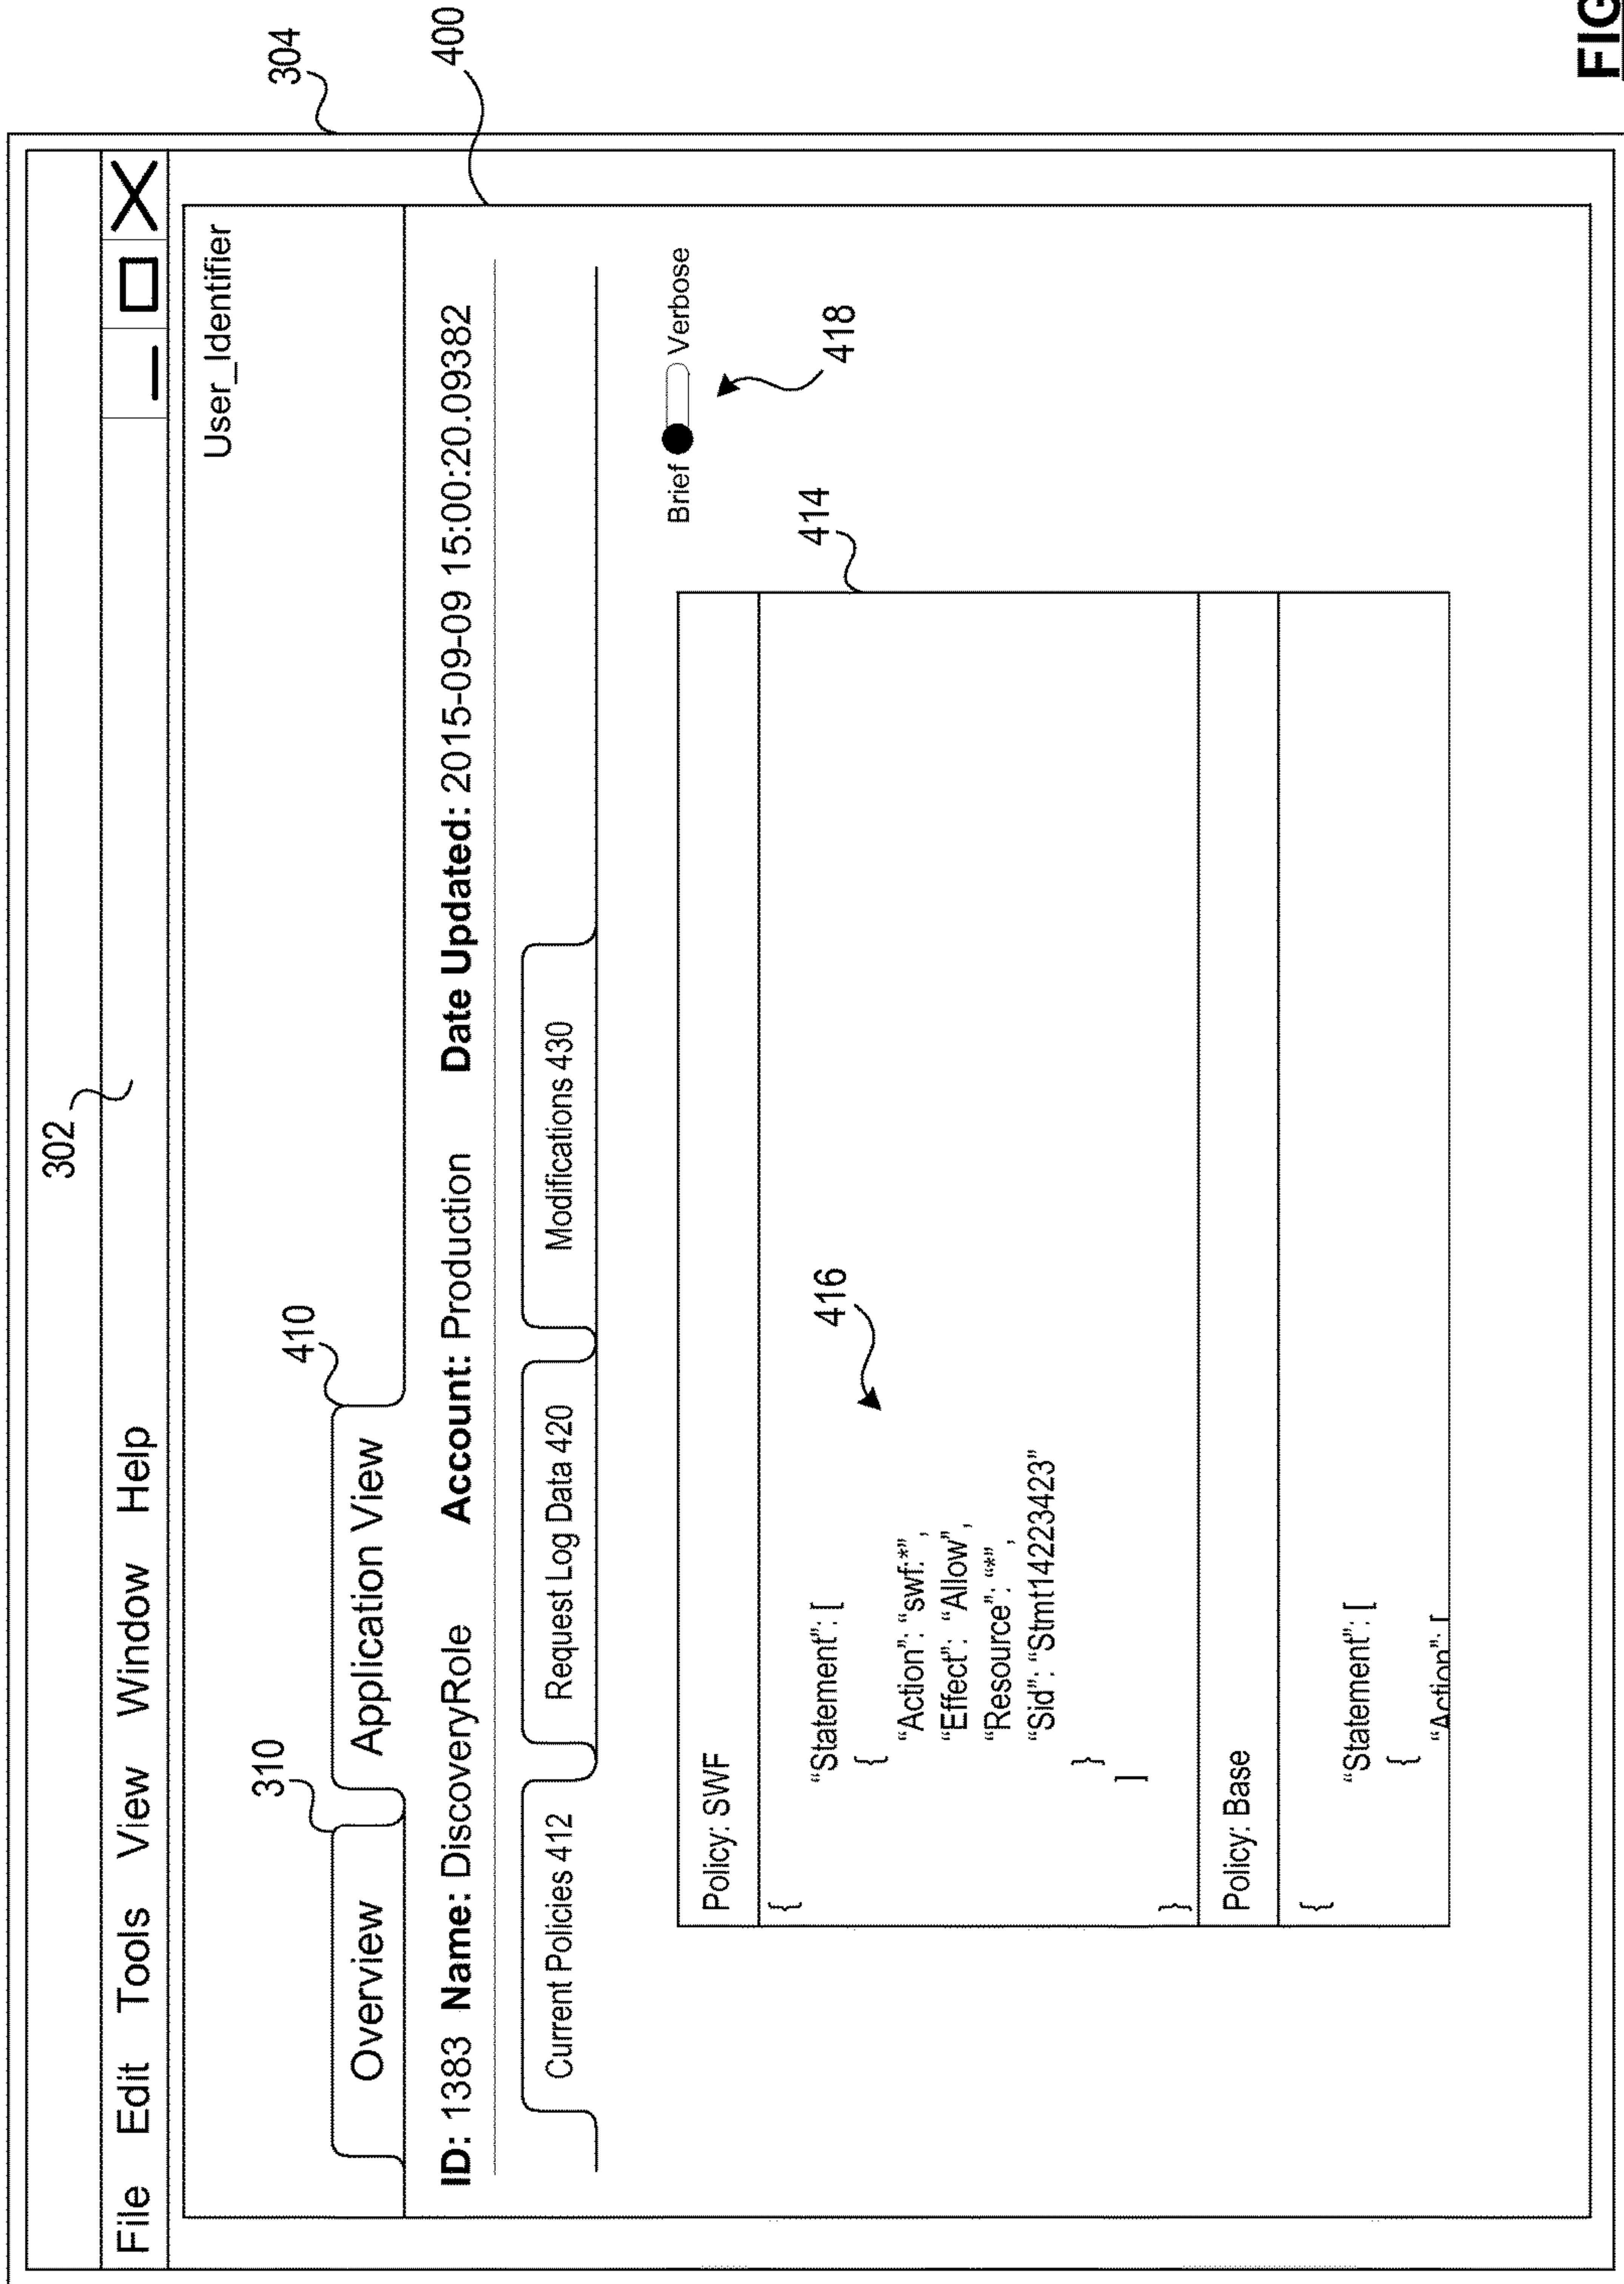 302
File Edit Tools View Window Help
304
User_Identifier
310
410
Overview
Application View
400
ID: 1383 Name: DiscoveryRole Account: Production Date Updated: 2015-09-09 15:00:20.09382
Current Policies 412
Request Log Data 420
Modifications 430
Brief
Verbose
418
414
Policy: SWF
{
“Statement”: [
{
416
“Action”: “swf:*”,
“Effect”: “Allow”,
“Resource”: “*” ,
“Sid”: “Stmt14223423”
}
]
}
Policy: Base
{
“Statement”: [
{
“Action”: [
FIG